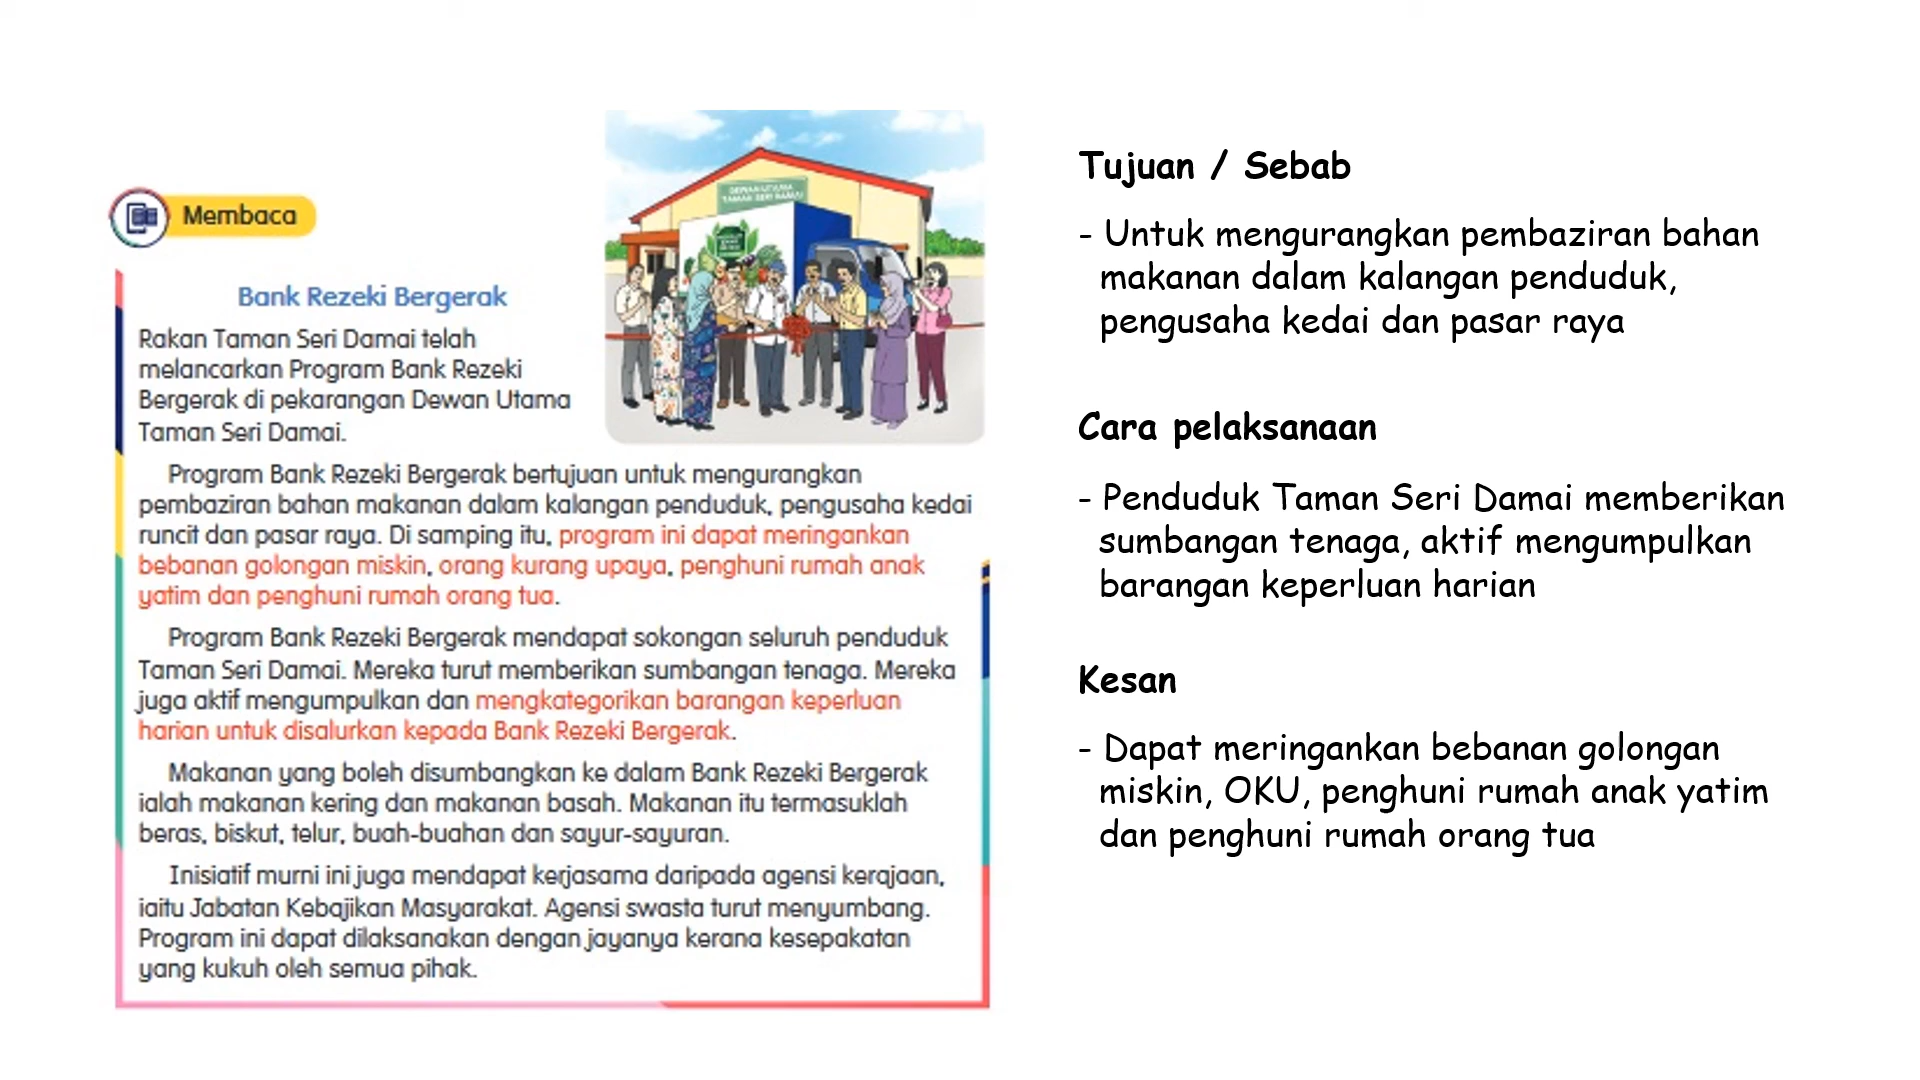 Membaca
Bank Rezeki Bergerak
Rakan Taman Seri Damai telah
melancarkan Program Bank Rezeki
Bergerak di pekarangan Dewan Utama
Taman Seri Damai.
DEWAN UTAMA
TAMAN SERI DAMAI
Program Bank Rezeki Bergerak bertujuan untuk mengurangkan
pembaziran bahan makanan dalam kalangan penduduk, pengusaha kedai
runcit dan pasar raya. Di samping itu, program ini dapat meringankan
bebanan golongan miskin, orang kurang upaya, penghuni rumah anak
yatim dan penghuni rumah orang tua.
Program Bank Rezeki Bergerak mendapat sokongan seluruh penduduk
Taman Seri Damai. Mereka turut memberikan sumbangan tenaga. Mereka
juga aktif mengumpulkan dan mengkategorikan barangan keperluan
harian untuk disalurkan kepada Bank Rezeki Bergerak.
Makanan yang boleh disumbangkan ke dalam Bank Rezeki Bergerak
ialah makanan kering dan makanan basah. Makanan itu termasuklah
beras, biskut, telur, buah-buahan dan sayur-sayuran.
Inisiatif murni ini juga mendapat kerjasama daripada agensi kerajaan,
iaitu Jabatan Kebajikan Masyarakat. Agensi swasta turut menyumbang.
Program ini dapat dilaksanakan dengan jayanya kerana kesepakatan
yang kukuh oleh semua pihak.
Tujuan / Sebab
- Untuk mengurangkan pembaziran bahan
makanan dalam kalangan penduduk,
pengusaha kedai dan pasar raya
Cara pelaksanaan
- Penduduk Taman Seri Damai memberikan
sumbangan tenaga, aktif mengumpulkan
barangan keperluan harian
Kesan
- Dapat meringankan bebanan golongan
miskin, OKU, penghuni rumah anak yatim
dan penghuni rumah orang tua